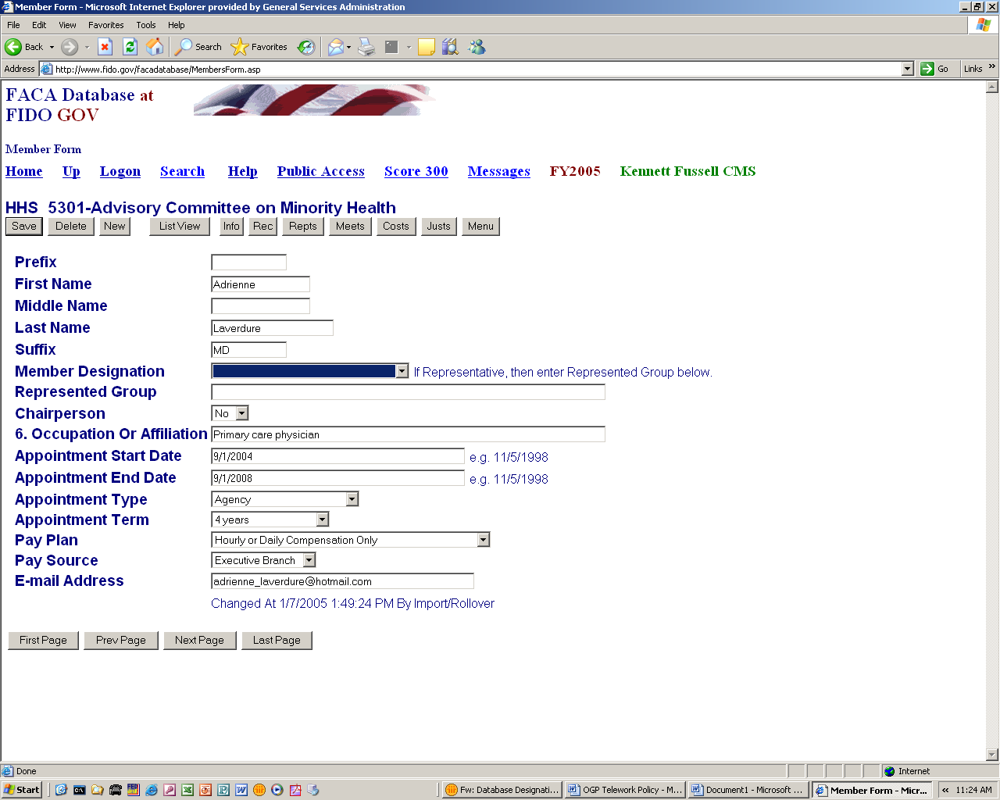 Member Form - Microsoft Internet Explorer provided by General Services Administration
File Edit View Favorites Tools Help
Back Search Favorites
Address http://www.fido.gov/facadatabase/MembersForm.asp Go Links »
FACA Database at
FIDO GOV
Member Form
Home Up Logon Search Help Public Access Score 300 Messages FY2005 Kennett Fussell CMS
HHS 5301-Advisory Committee on Minority Health
Save Delete New List View Info Rec Repts Meets Costs Justs Menu
Prefix
First Name Adrienne
Middle Name
Last Name Laverdure
Suffix MD
Member Designation If Representative, then enter Represented Group below.
Represented Group
Chairperson No
6. Occupation Or Affiliation Primary care physician
Appointment Start Date 9/1/2004 e.g. 11/5/1998
Appointment End Date 9/1/2008 e.g. 11/5/1998
Appointment Type Agency
Appointment Term 4 years
Pay Plan Hourly or Daily Compensation Only
Pay Source Executive Branch
E-mail Address adrienne_laverdure@hotmail.com
Changed At 1/7/2005 1:49:24 PM By Import/Rollover
First Page Prev Page Next Page Last Page
Done Internet
Start Fw: Database Designati... OGP Telework Policy - M... Document1 - Microsoft ... Member Form - Micr... « 11:24 AM